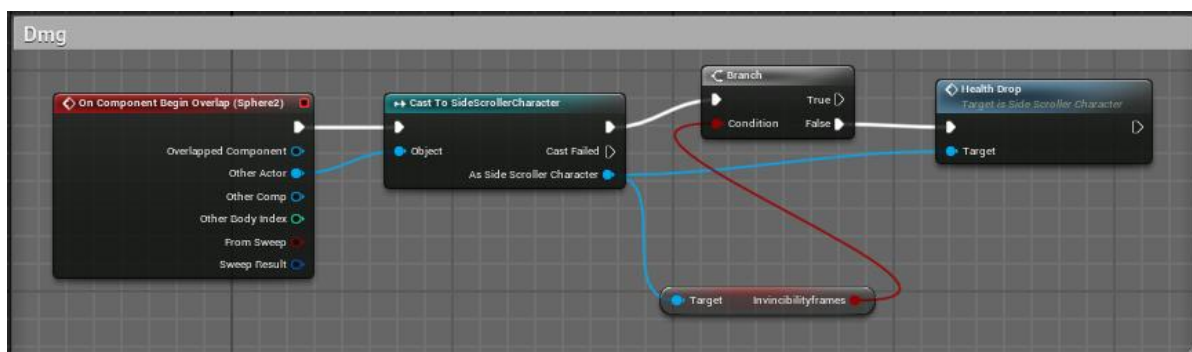 Dmg
On Component Begin Overlap (Sphere2)
Overlapped Component
Other Actor
Other Comp
Other Body Index
From Sweep
Sweep Result
Cast To SideScrollerCharacter
Object
Cast Failed
As Side Scroller Character
Branch
True
Condition
False
Health Drop
Target is Side Scroller Character
Target
Target
Invincibilityframes